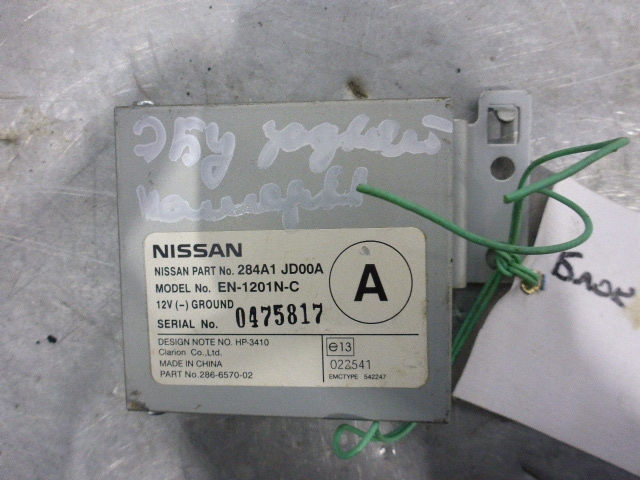 ЭБУ задней
камеры
NISSAN
NISSAN PART No. 284A1 JD00A
MODEL No. EN-1201N-C
12V (−) GROUND
SERIAL No. 0475817
A
DESIGN NOTE NO. HP-3410
Clarion Co., Ltd.
MADE IN CHINA
PART No. 286-6570-02
e13
022541
EMCTYPE 542247
Блок